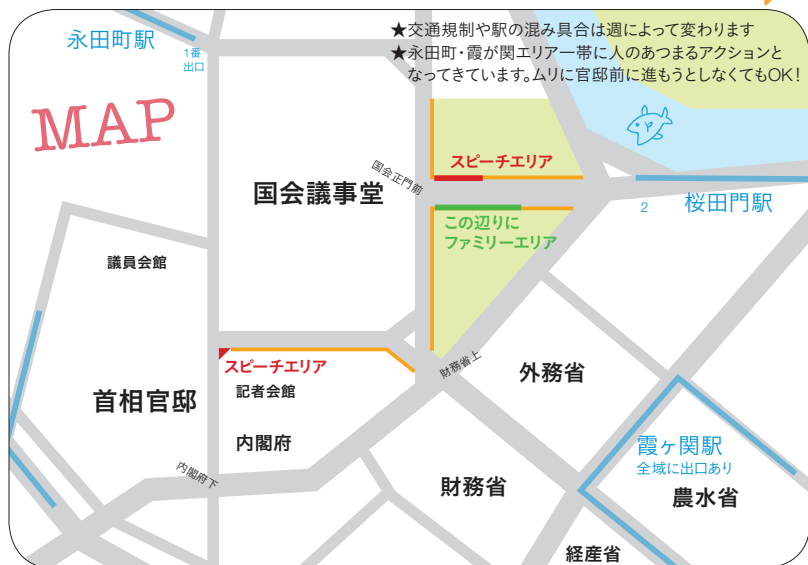 ★交通規制や駅の混み具合は週によって変わります
★永田町・霞が関エリア一帯に人のあつまるアクションと
なってきています。ムリに官邸前に進もうとしなくてもOK!
永田町駅
1番
出口
MAP
スピーチエリア
国会正門前
国会議事堂
2
桜田門駅
この辺りに
ファミリーエリア
議員会館
スピーチエリア
記者会館
財務省上
外務省
首相官邸
内閣府
内閣府下
霞ヶ関駅
全域に出口あり
財務省
農水省
経産省